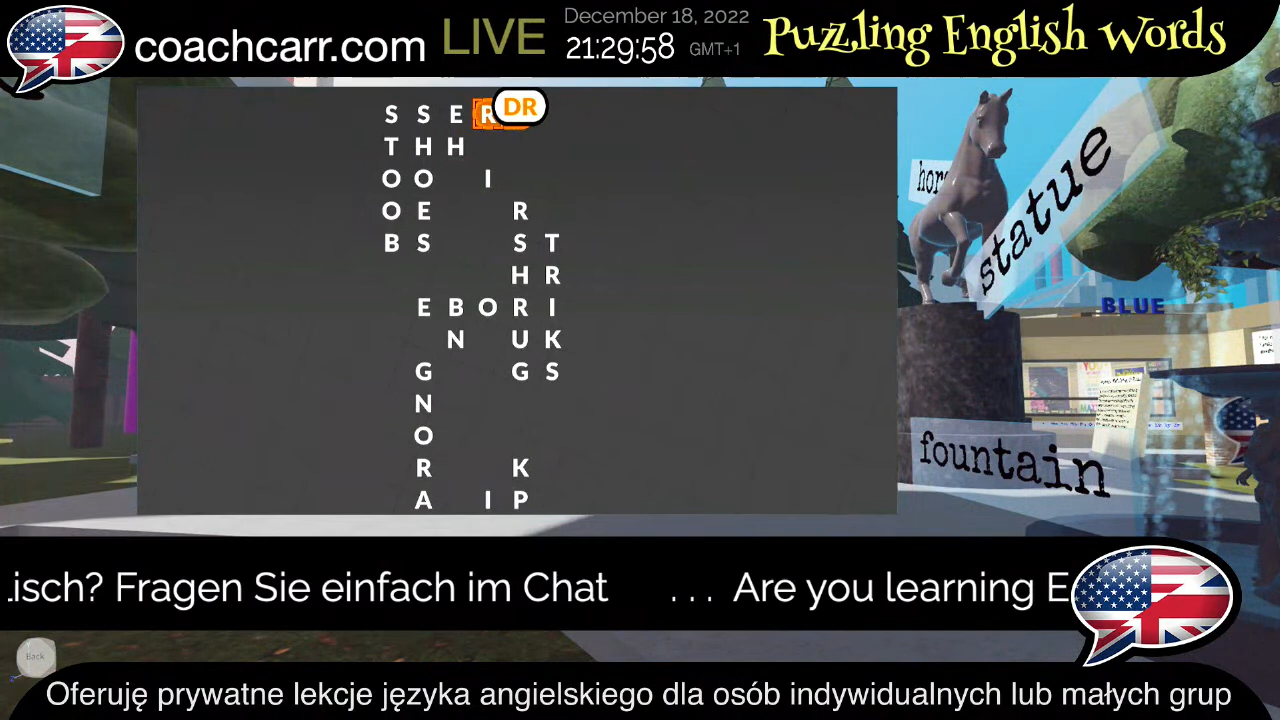 coachcarr.com LIVE December 18, 2022 Puzzling English Words
21:29:58 GMT+1
S S E R DR
T H H
O O I
O E R
B S S T
H R
E B O R I
N U K
G G S
N
O
R K
A I P
statue
BLUE
fountain
.isch? Fragen Sie einfach im Chat ... Are you learning E
Back
Oferuję prywatne lekcje języka angielskiego dla osób indywidualnych lub małych grup